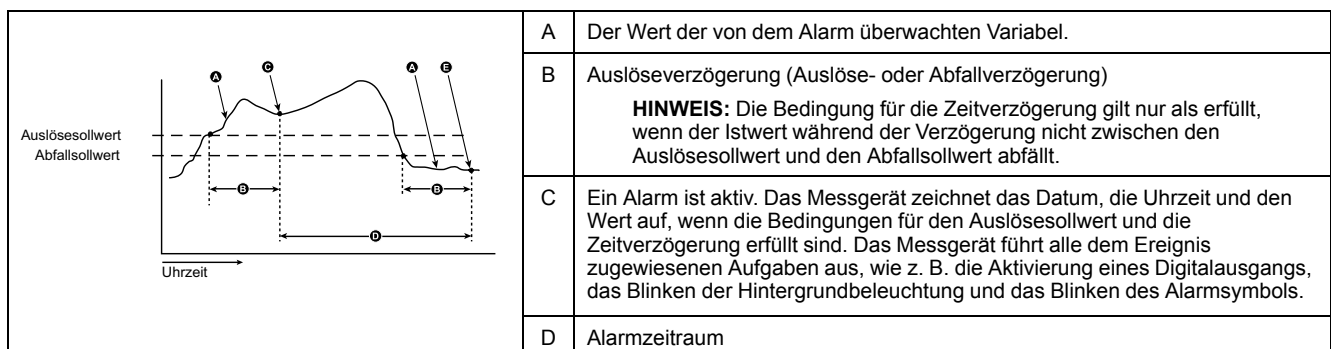 A
C
A
E
Auslösesollwert
Abfallsollwert
B
B
D
Uhrzeit
A Der Wert der von dem Alarm überwachten Variabel.
B Auslöseverzögerung (Auslöse- oder Abfallverzögerung)
HINWEIS: Die Bedingung für die Zeitverzögerung gilt nur als erfüllt,
wenn der Istwert während der Verzögerung nicht zwischen den
Auslösesollwert und den Abfallsollwert abfällt.
C Ein Alarm ist aktiv. Das Messgerät zeichnet das Datum, die Uhrzeit und den
Wert auf, wenn die Bedingungen für den Auslösesollwert und die
Zeitverzögerung erfüllt sind. Das Messgerät führt alle dem Ereignis
zugewiesenen Aufgaben aus, wie z. B. die Aktivierung eines Digitalausgangs,
das Blinken der Hintergrundbeleuchtung und das Blinken des Alarmsymbols.
D Alarmzeitraum